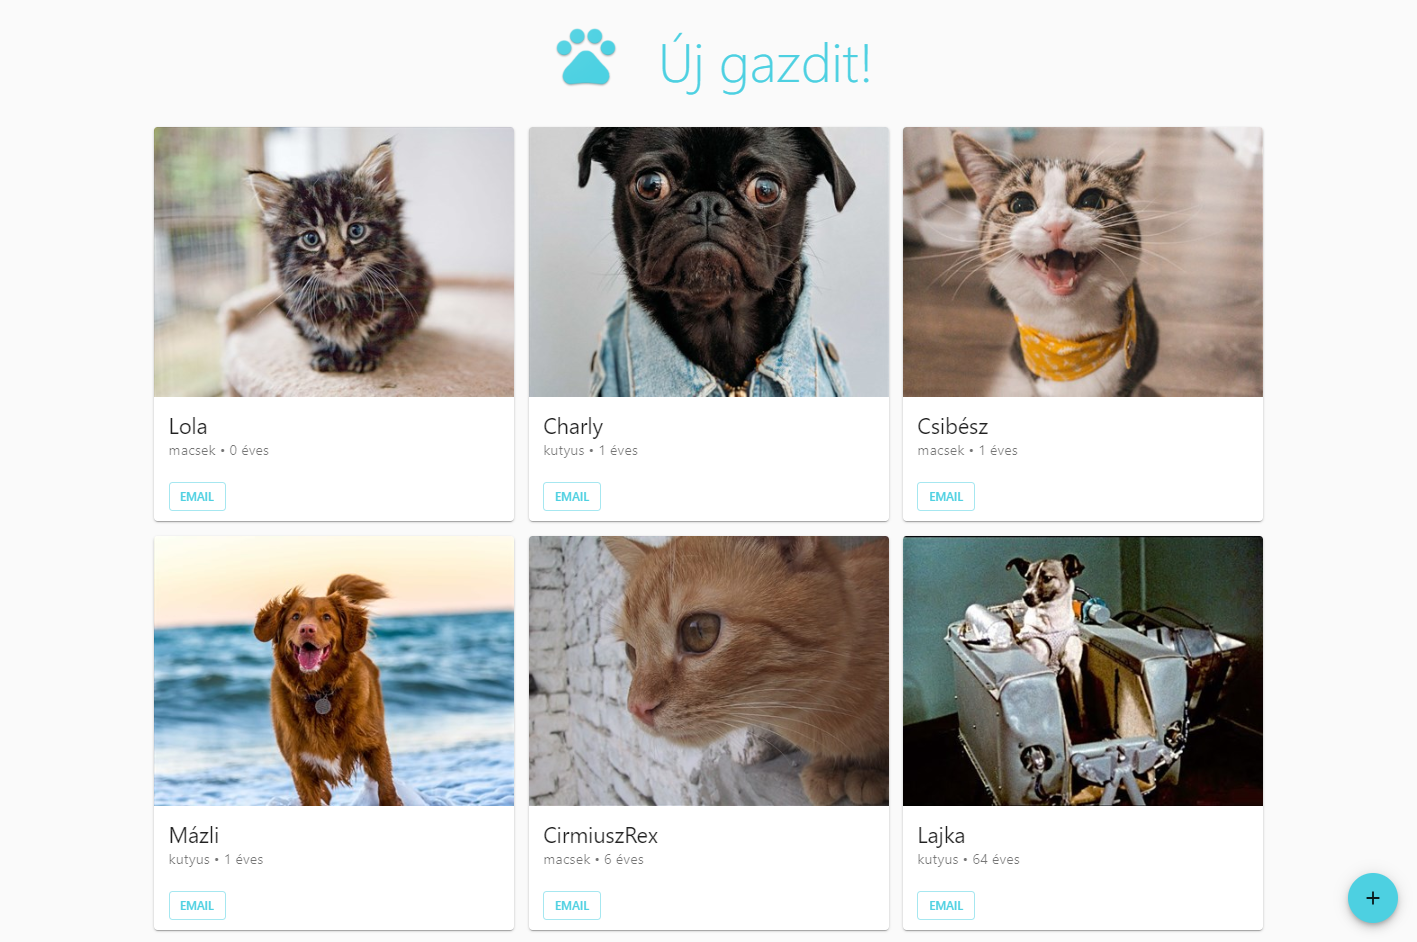 Új gazdit!
Lola
macsek • 0 éves
EMAIL
Charly
kutyus • 1 éves
EMAIL
Csibész
macsek • 1 éves
EMAIL
Mázli
kutyus • 1 éves
EMAIL
CirmiuszRex
macsek • 6 éves
EMAIL
Lajka
kutyus • 64 éves
EMAIL
+